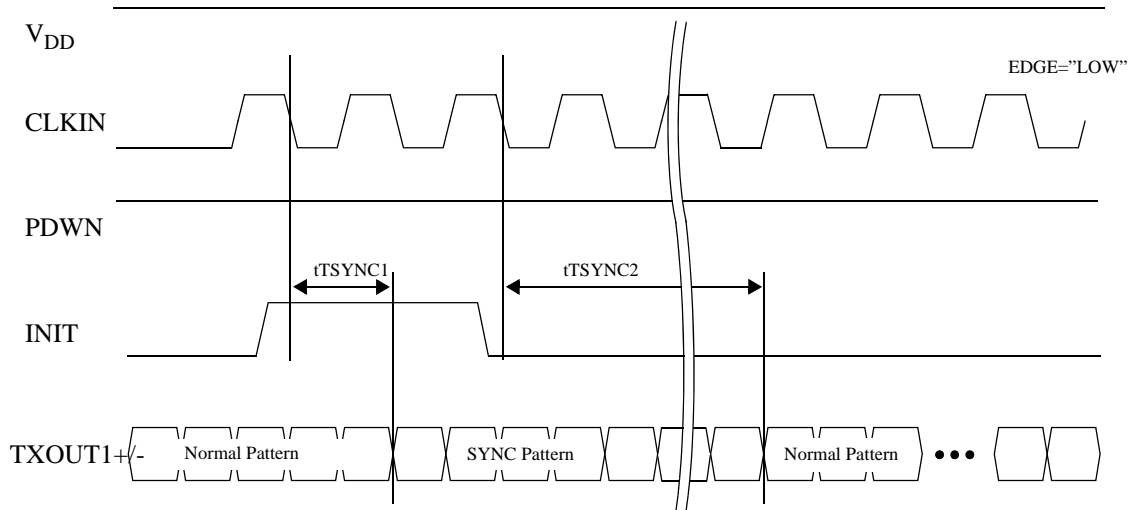 VDD
EDGE=”LOW”
CLKIN
PDWN
tTSYNC1
tTSYNC2
INIT
TXOUT1+/-
Normal Pattern
SYNC Pattern
Normal Pattern